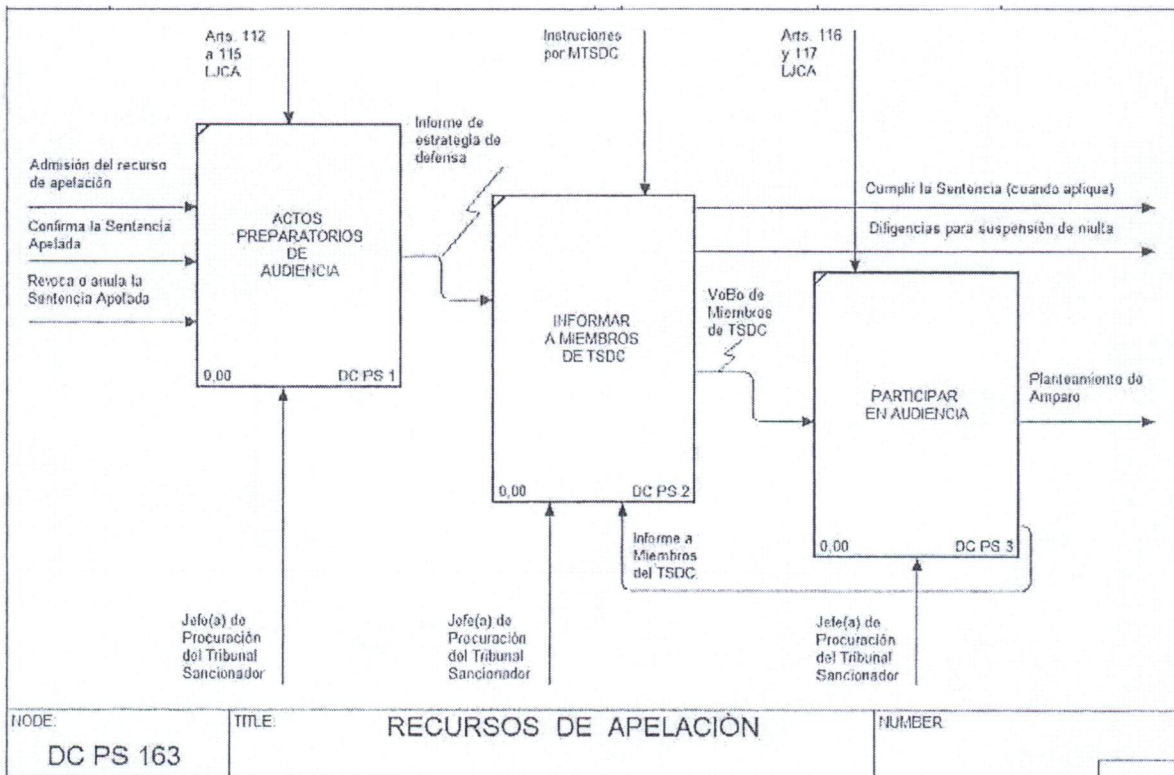 Arts. 112
a 115
LJCA
Instruciones
por MTSDC
Arts. 116
y 117
LJCA
Informe de
estrategia de
defensa
Admisión del recurso
de apelación
Confirma la Sentencia
Apelada
Revoca o anula la
Sentencia Apelada
ACTOS
PREPARATORIOS
DE
AUDIENCIA
0,00 DC PS 1
Cumplir la Sentencia (cuando aplique)
Diligencias para suspensión de multa
INFORMAR
A MIEMBROS
DE TSDC
0,00 DC PS 2
VoBo de
Miembros
de TSDC
PARTICIPAR
EN AUDIENCIA
0,00 DC PS 3
Planteamiento de
Amparo
Informe a
Miembros
del TSDC
Jefe(a) de
Procuración
del Tribunal
Sancionador
Jefe(a) de
Procuración
del Tribunal
Sancionador
Jefe(a) de
Procuración
del Tribunal
Sancionador
NODE:
DC PS 163
TITLE:
RECURSOS DE APELACIÓN
NUMBER